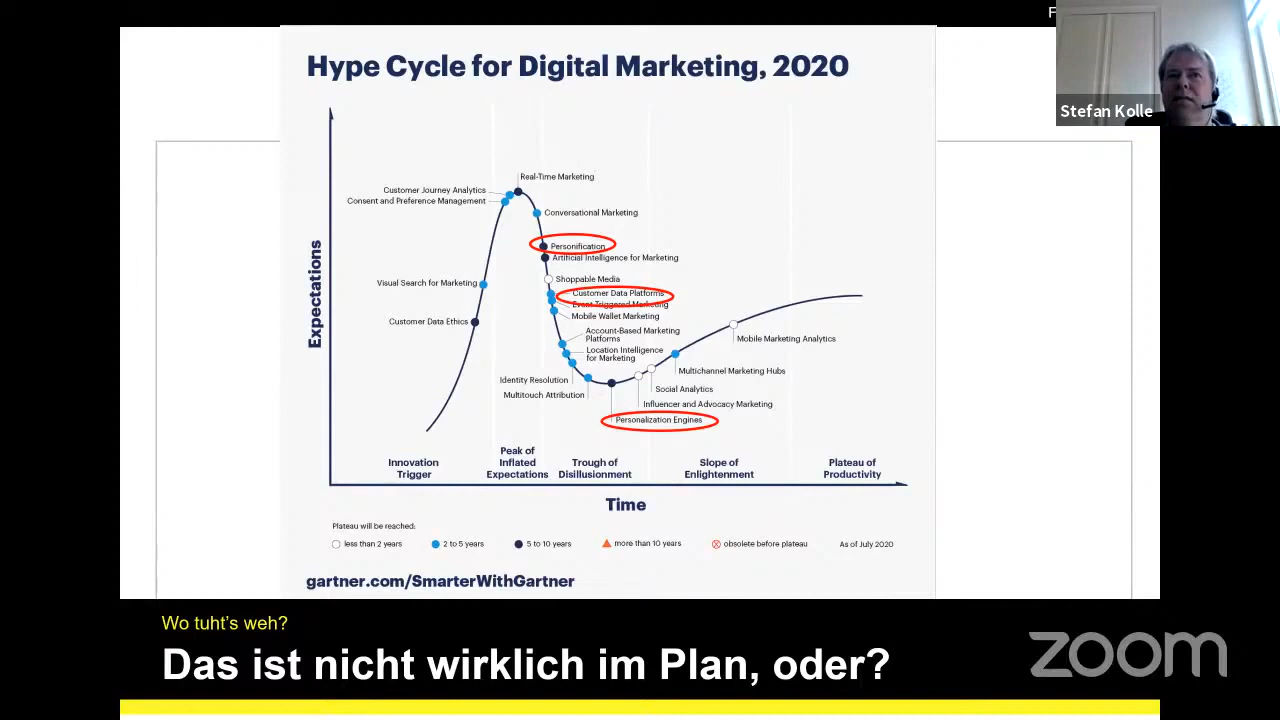 F
Hype Cycle for Digital Marketing, 2020
Stefan Kolle
Expectations
Real-Time Marketing
Customer Journey Analytics
Consent and Preference Management
Conversational Marketing
Personification
Artificial Intelligence for Marketing
Shoppable Media
Visual Search for Marketing
Customer Data Platforms
Event-Triggered Marketing
Mobile Wallet Marketing
Customer Data Ethics
Account-Based Marketing
Platforms
Location Intelligence
for Marketing
Identity Resolution
Multitouch Attribution
Mobile Marketing Analytics
Multichannel Marketing Hubs
Social Analytics
Influencer and Advocacy Marketing
Personalization Engines
Innovation
Trigger
Peak of
Inflated
Expectations
Trough of
Disillusionment
Slope of
Enlightenment
Plateau of
Productivity
Time
Plateau will be reached:
less than 2 years
2 to 5 years
5 to 10 years
more than 10 years
obsolete before plateau
As of July 2020
gartner.com/SmarterWithGartner
Wo tuht's weh?
Das ist nicht wirklich im Plan, oder?
zoom